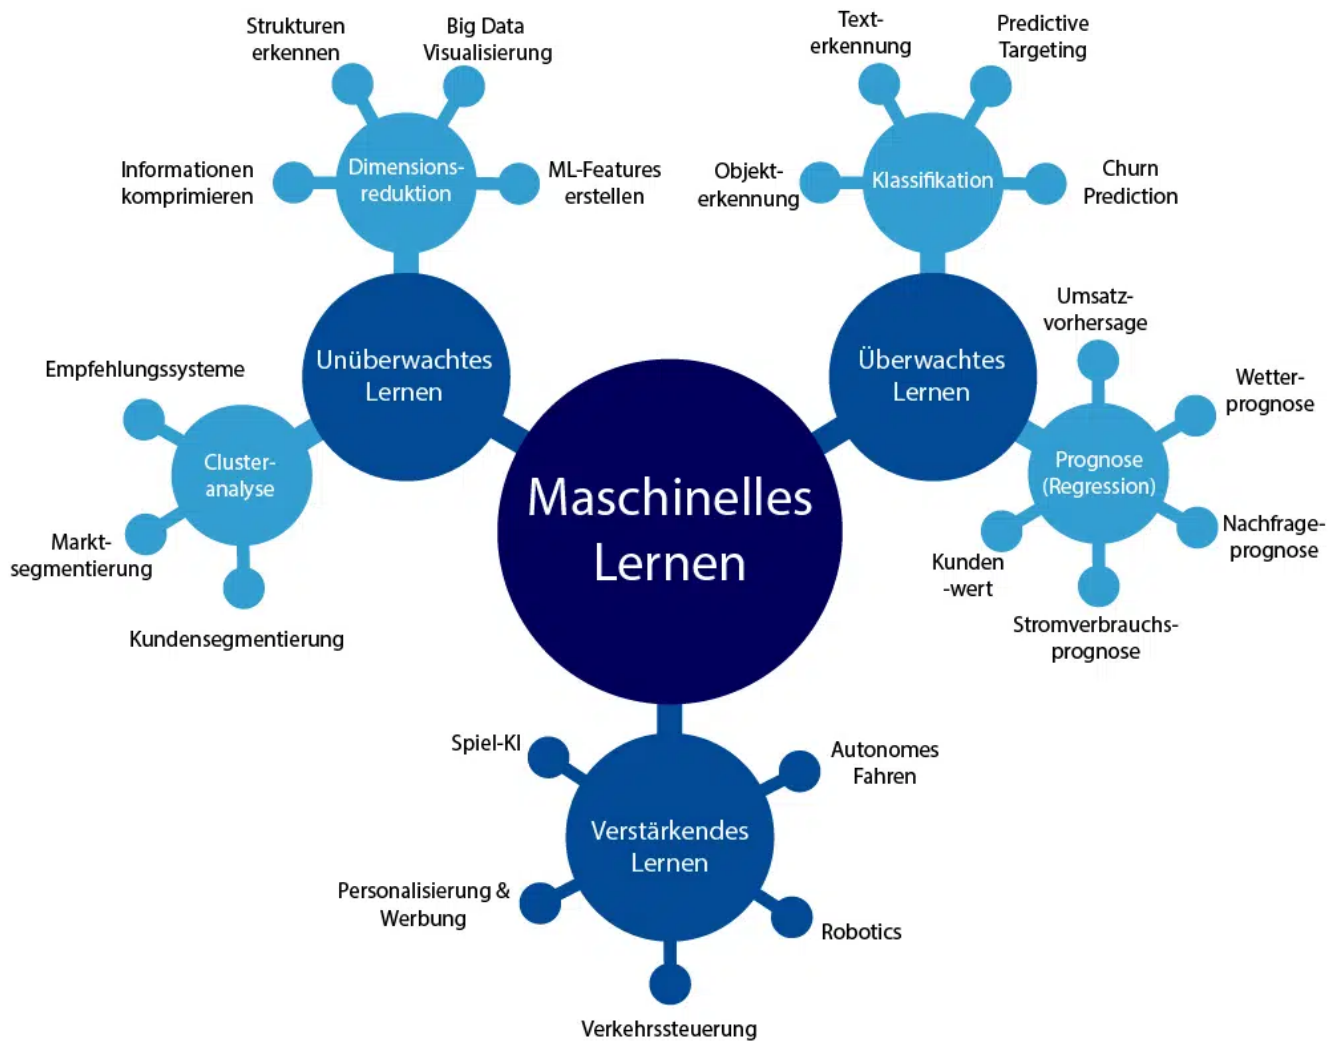 Strukturen
erkennen
Big Data
Visualisierung
Informationen
komprimieren
Dimensions-
reduktion
ML-Features
erstellen
Text-
erkennung
Predictive
Targeting
Objekt-
erkennung
Klassifikation
Churn
Prediction
Unüberwachtes
Lernen
Überwachtes
Lernen
Umsatz-
vorhersage
Wetter-
prognose
Empfehlungssysteme
Cluster-
analyse
Markt-
segmentierung
Kundensegmentierung
Maschinelles
Lernen
Prognose
(Regression)
Nachfrage-
prognose
Kunden
-wert
Stromverbrauchs-
prognose
Spiel-KI
Autonomes
Fahren
Verstärkendes
Lernen
Personalisierung &
Werbung
Robotics
Verkehrssteuerung